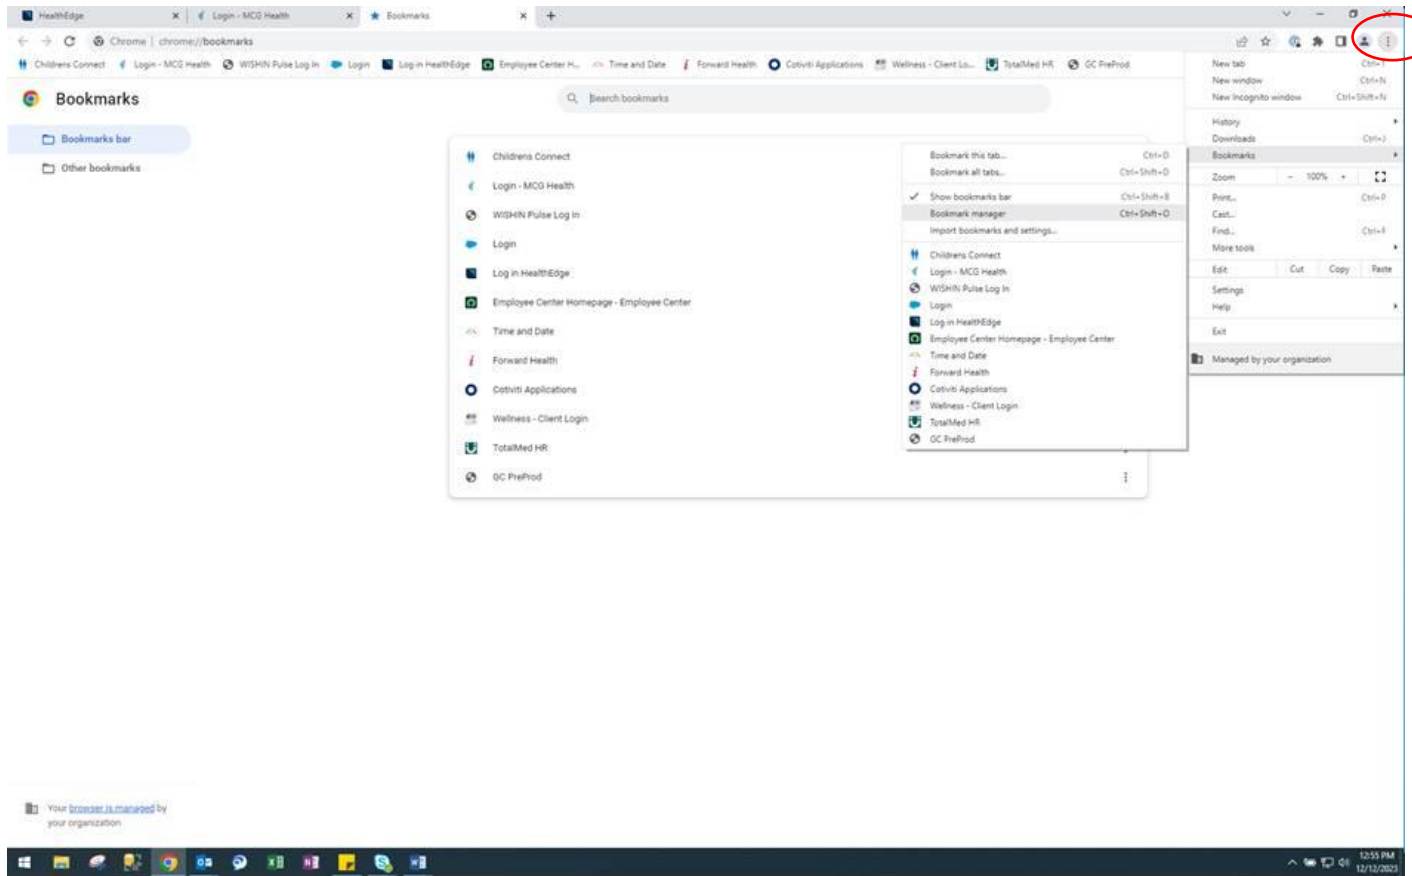 HealthEdge
Login - MCG Health
Bookmarks
Chrome | chrome://bookmarks
Childrens Connect Login - MCG Health WISHIN Pulse Log In Login Log in HealthEdge Employee Center H... Time and Date Forward Health Cotiviti Applications Wellness - Client Lo... TotalMed HR GC PreProd
Bookmarks
Search bookmarks
Bookmarks bar
Other bookmarks
Childrens Connect
Login - MCG Health
WISHIN Pulse Log In
Login
Log in HealthEdge
Employee Center Homepage - Employee Center
Time and Date
Forward Health
Cotiviti Applications
Wellness - Client Login
TotalMed HR
GC PreProd
Bookmark this tab... Ctrl+D
Bookmark all tabs... Ctrl+Shift+D
Show bookmarks bar Ctrl+Shift+B
Bookmark manager Ctrl+Shift+O
Import bookmarks and settings...
Childrens Connect
Login - MCG Health
WISHIN Pulse Log In
Login
Log in HealthEdge
Employee Center Homepage - Employee Center
Time and Date
Forward Health
Cotiviti Applications
Wellness - Client Login
TotalMed HR
GC PreProd
New tab Ctrl+T
New window Ctrl+N
New Incognito window Ctrl+Shift+N
History
Downloads Ctrl+J
Bookmarks
Zoom - 100% +
Print... Ctrl+P
Cast...
Find... Ctrl+F
More tools
Edit Cut Copy Paste
Settings
Help
Exit
Managed by your organization
Your browser is managed by
your organization
12:55 PM
12/12/2023